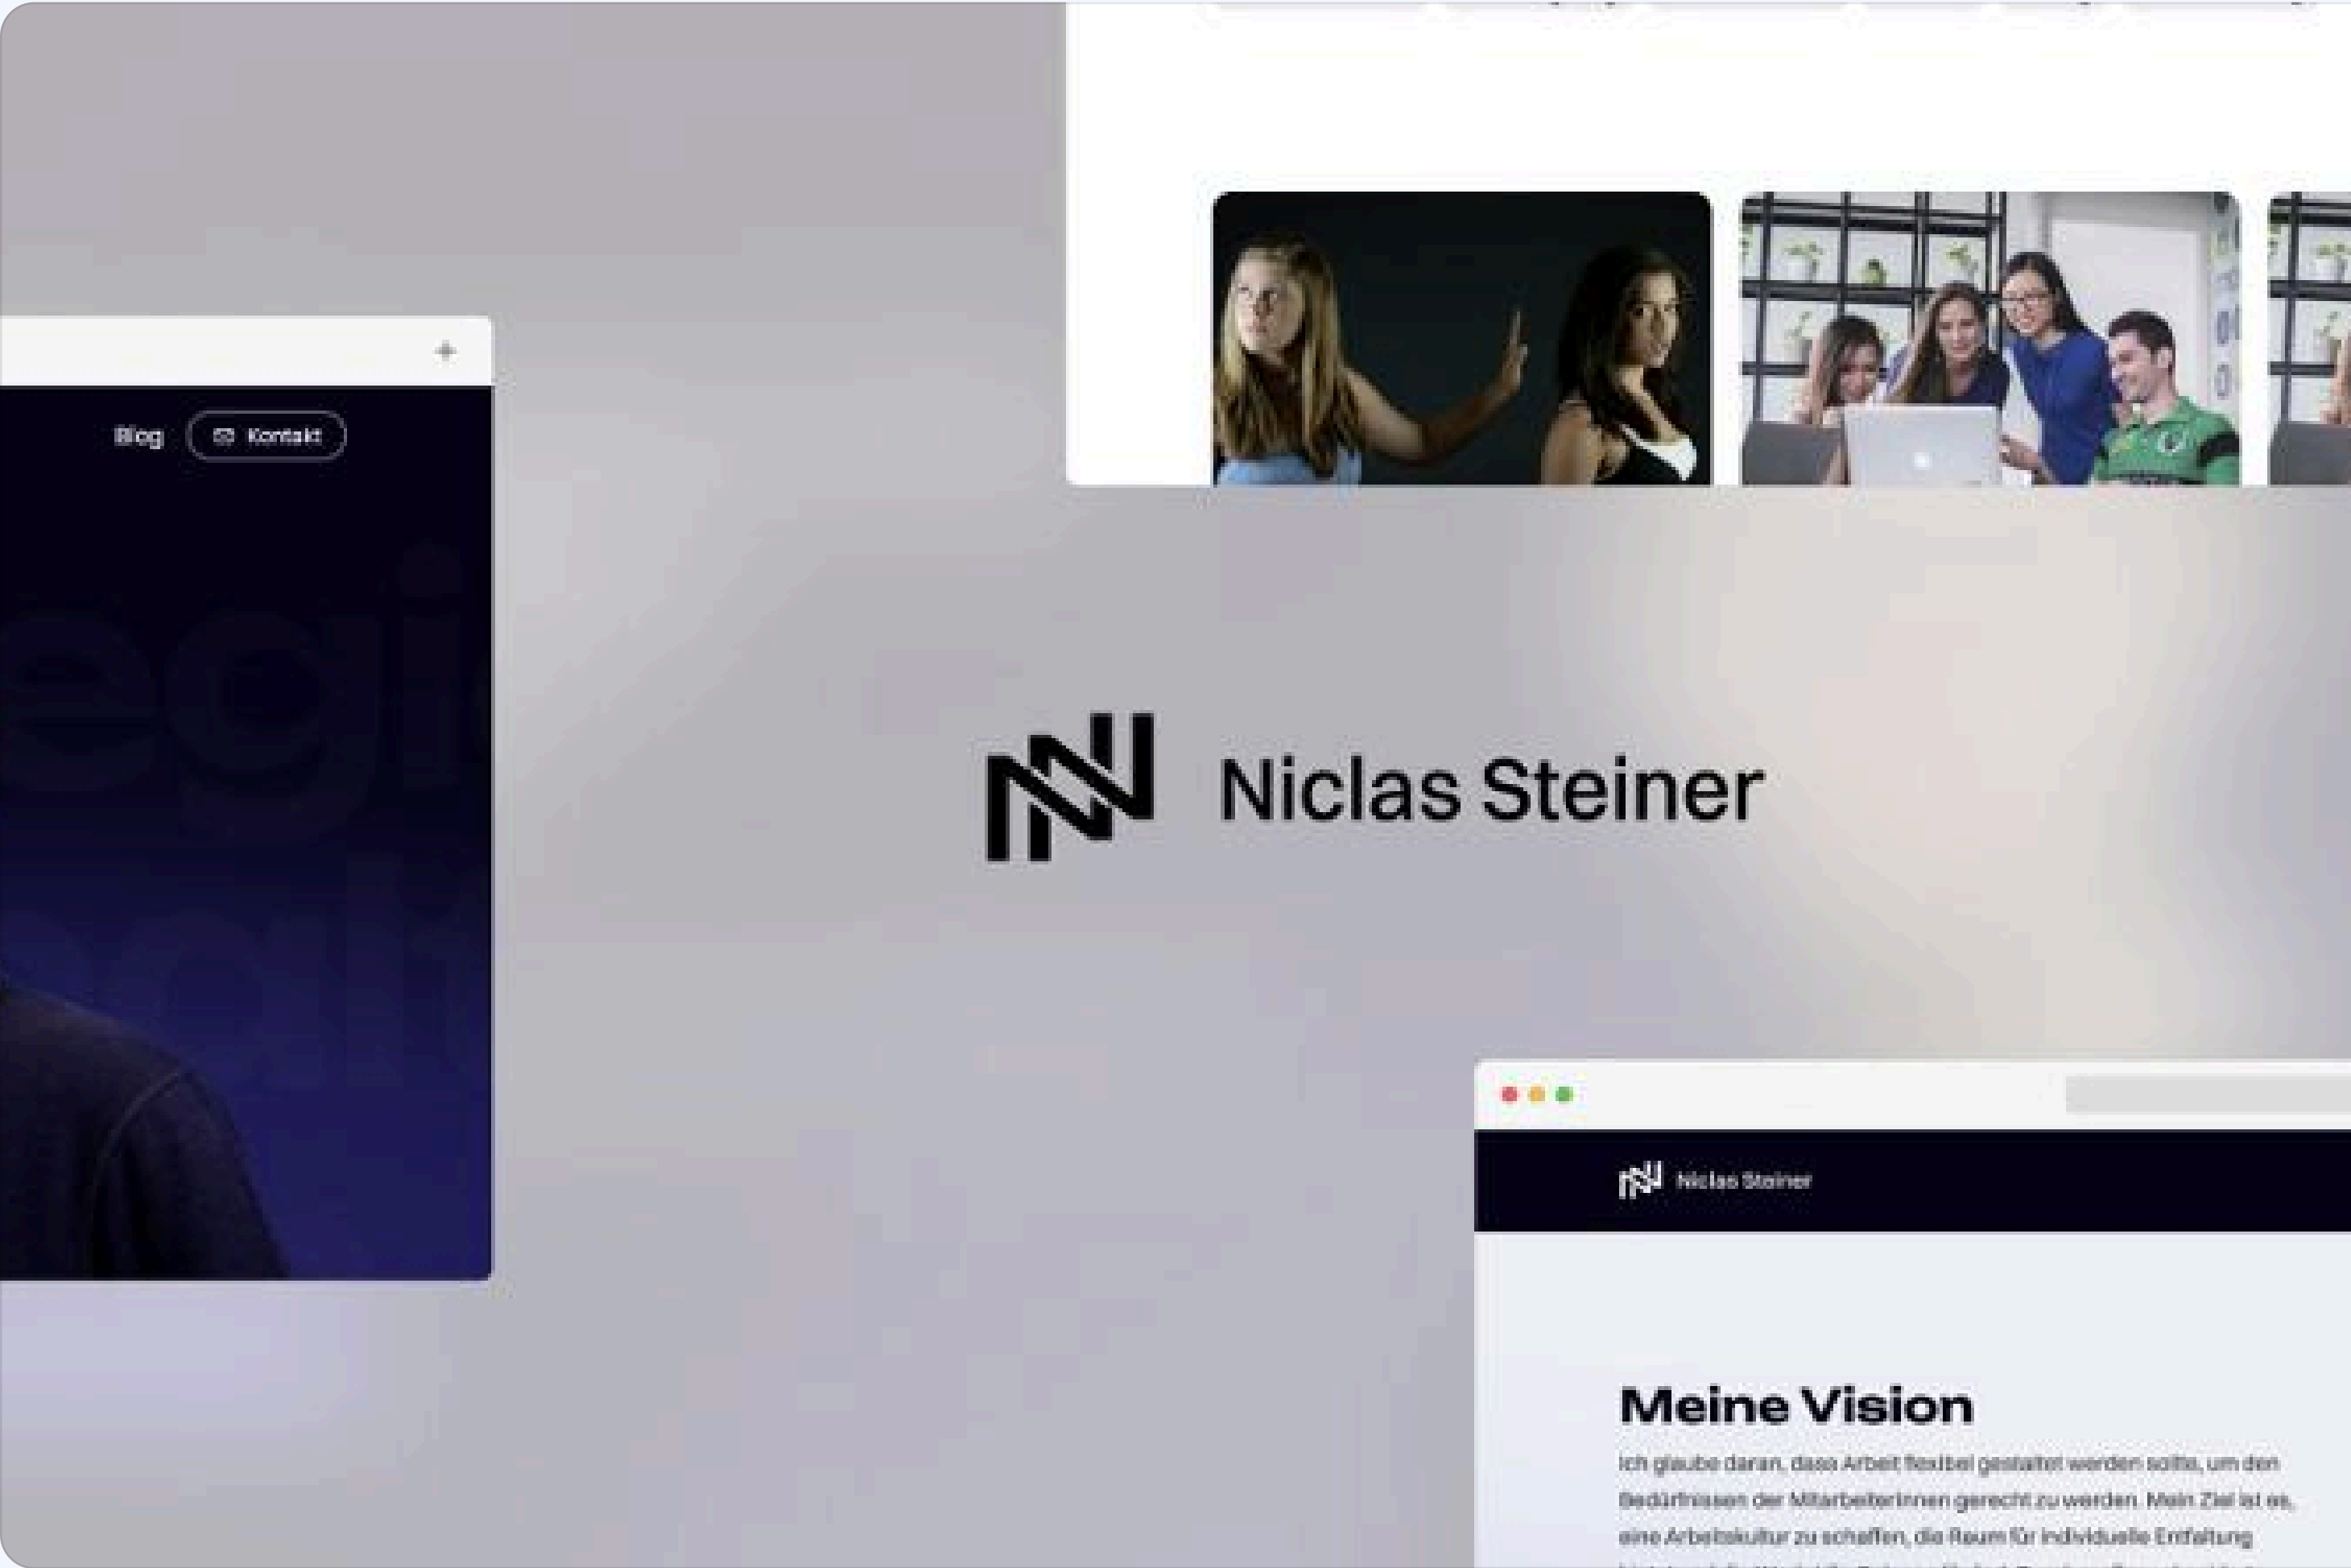 Blog
Kontakt
egi
Niclas Steiner
Niclas Steiner
Meine Vision
Ich glaube daran, dass Arbeit flexibel gestaltet werden sollte, um den
Bedürfnissen der MitarbeiterInnen gerecht zu werden. Mein Ziel ist es,
eine Arbeitskultur zu schaffen, die Raum für individuelle Entfaltung